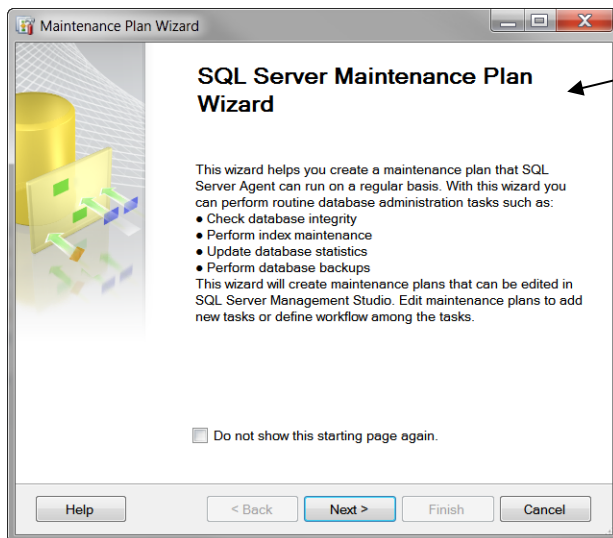 Maintenance Plan Wizard
SQL Server Maintenance Plan
Wizard
This wizard helps you create a maintenance plan that SQL
Server Agent can run on a regular basis. With this wizard you
can perform routine database administration tasks such as:
● Check database integrity
● Perform index maintenance
● Update database statistics
● Perform database backups
This wizard will create maintenance plans that can be edited in
SQL Server Management Studio. Edit maintenance plans to add
new tasks or define workflow among the tasks.
Do not show this starting page again.
Help < Back Next > Finish Cancel